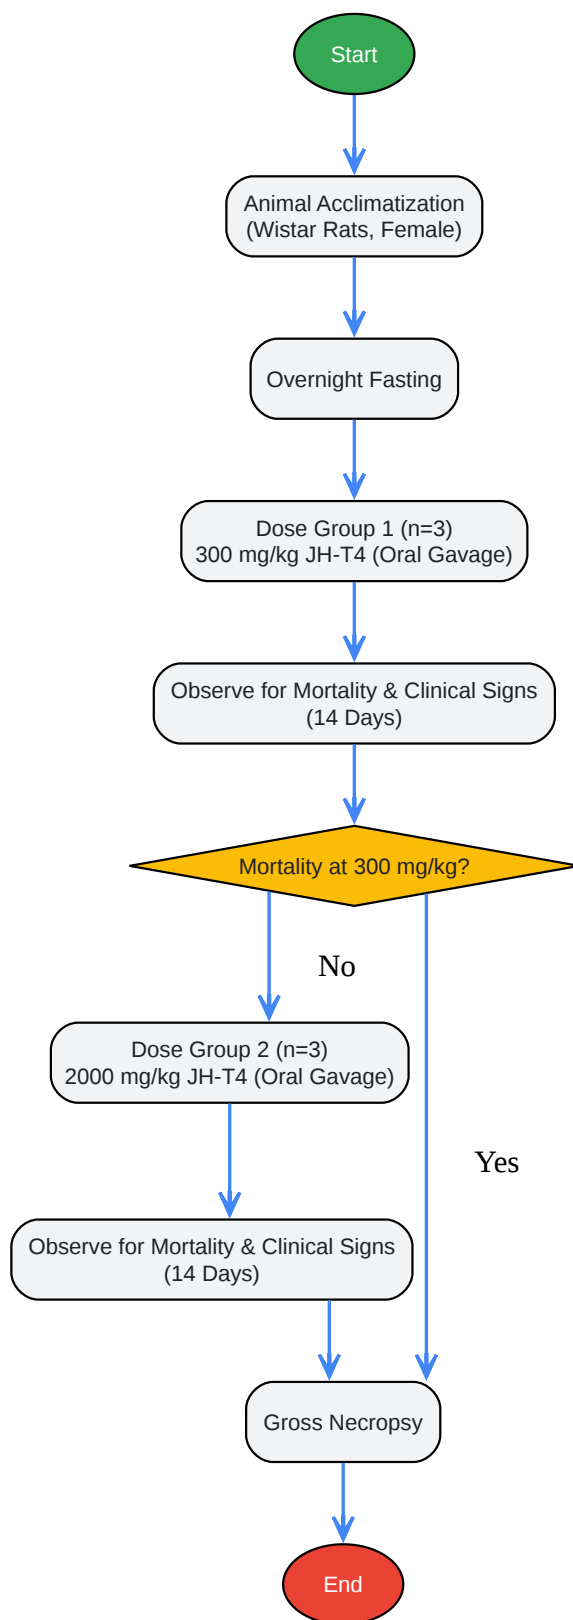 Start
Animal Acclimatization
(Wistar Rats, Female)
Overnight Fasting
Dose Group 1 (n=3)
300 mg/kg JH-T4 (Oral Gavage)
Observe for Mortality & Clinical Signs
(14 Days)
Mortality at 300 mg/kg?
No
Dose Group 2 (n=3)
2000 mg/kg JH-T4 (Oral Gavage)
Yes
Observe for Mortality & Clinical Signs
(14 Days)
Gross Necropsy
End